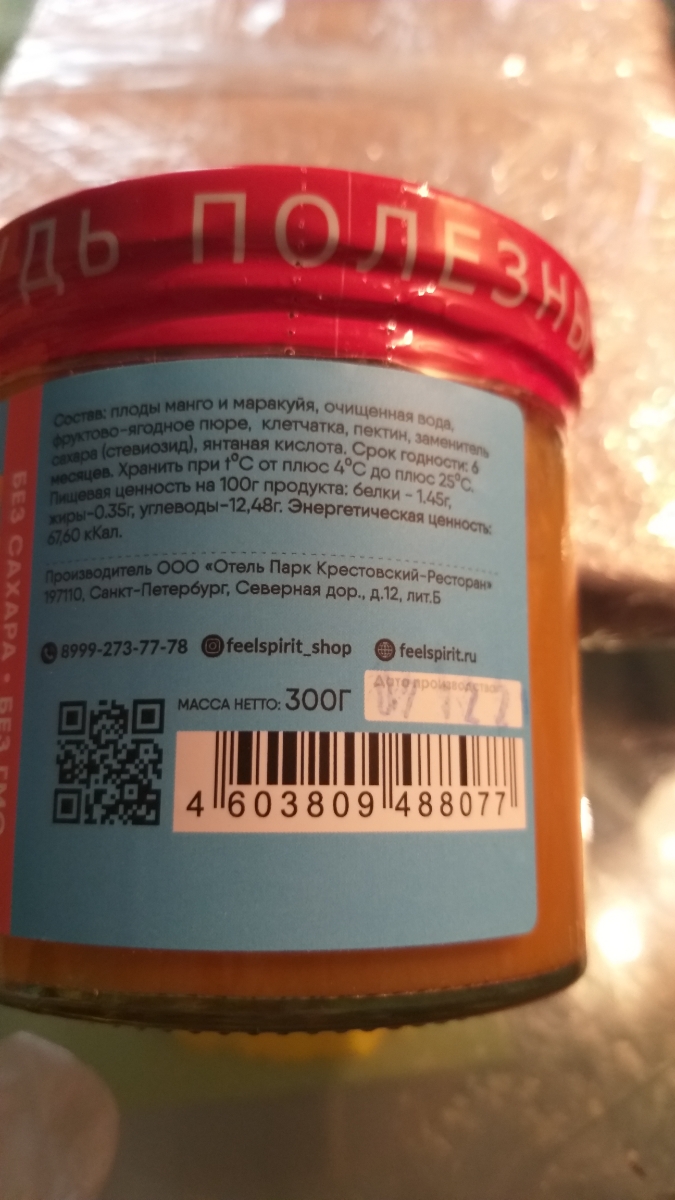 УДЬ ПОЛЕЗНЫ
Состав: плоды манго и маракуйя, очищенная вода,
фруктово-ягодное пюре, клетчатка, пектин, заменитель
сахара (стевиозид), янтаная кислота. Срок годности: 6
месяцев. Хранить при t°C от плюс 4°C до плюс 25°C.
Пищевая ценность на 100г продукта: белки - 1.45г,
жиры-0.35г, углеводы-12,48г. Энергетическая ценность:
67,60 кКал.
Производитель ООО «Отель Парк Крестовский-Ресторан»
197110, Санкт-Петербург, Северная дор., д.12, лит.Б
8999-273-77-78 feelspirit_shop feelspirit.ru
МАССА НЕТТО: 300Г
Дата производства
4 603809 488077
БЕЗ САХАРА • БЕЗ ГМО